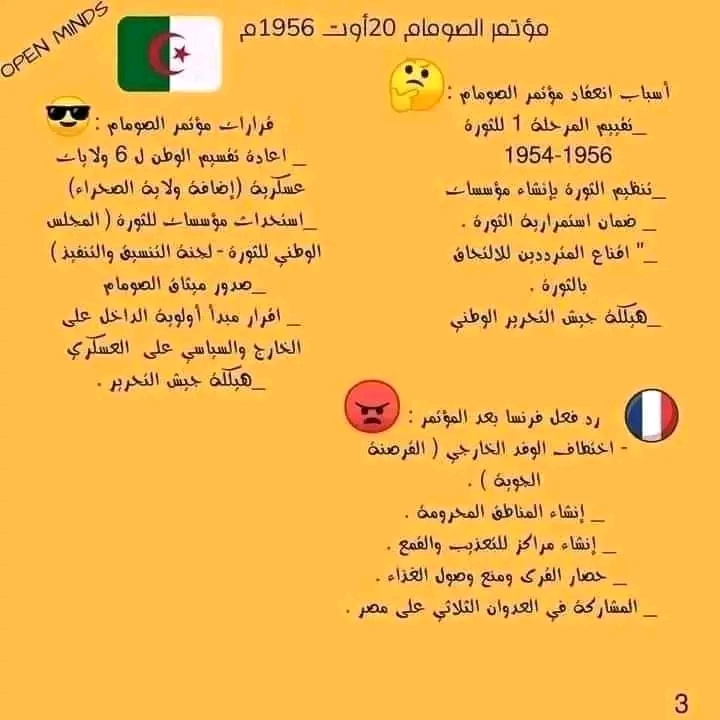 OPEN MINDS
مؤتمر الصومام 20أوت 1956م
أسباب انعقاد مؤتمر الصومام :
_تقييم المرحلة 1 للثورة
1954-1956
_تنظيم الثورة بإنشاء مؤسسات
_ ضمان استمرارية الثورة .
_" اقناع المترددين للالتحاق
بالثورة .
_هيكلة جيش التحرير الوطني
قرارات مؤتمر الصومام :
_ اعادة تقسيم الوطن ل 6 ولايات
عسكرية (إضافة ولاية الصحراء)
_استحداث مؤسسات للثورة ( المجلس
الوطني للثورة - لجنة التنسيق والتنفيذ )
_صدور ميثاق الصومام
_ اقرار مبدأ أولوية الداخل على
الخارج والسياسي على العسكري
_هيكلة جيش التحرير .
رد فعل فرنسا بعد المؤتمر :
- اختطاف الوفد الخارجي ( القرصنة
الجوية ) .
_ إنشاء المناطق المحرومة .
_ إنشاء مراكز للتعذيب والقمع .
_ حصار القرى ومنع وصول الغذاء .
_ المشاركة في العدوان الثلاثي على مصر .
3